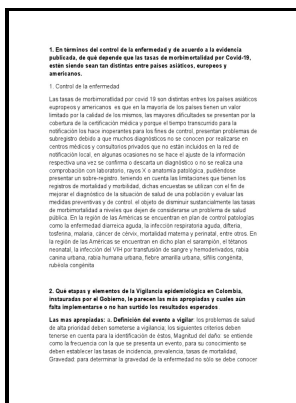 1. En términos del control de la enfermedad y de acuerdo a la evidencia
publicada, de qué depende que las tasas de morbimortalidad por Covid-19,
estén siendo sean tan distintas entre países asiáticos, europeos y
americanos.
1. Control de la enfermedad
Las tasas de morbimoratlidad por covid 19 son distintas entres los países asiáticos
eupropeos y americanos es que en la mayoría de los países tienen un valor
limitado por la calidad de los mismos, las mayores dificultades se presentan por la
cobertura de la certificación médica y porque el tiempo transcurrido para la
notificación los hace inoperantes para los fines de control, presentan problemas de
subregistro debido a que muchos diagnósticos no se conocen por realizarse en
centros médicos y consultorios privados que no están incluidos en la red de
notificación local, en algunas ocasiones no se hace el ajuste de la información
respectiva una vez se confirma o descarta un diagnóstico o no se realiza una
comprobación con laboratorio, rayos X o anatomía patológica, pudiéndose
presentar un sobre-registro, teniendo en cuenta las limitaciones que tienen los
registros de mortalidad y morbilidad, dichas encuestas se utilizan con el fin de
mejorar el diagnóstico de la situación de salud de una población y evaluar las
medidas preventivas y de control. el objeto de disminuir sustancialmente las tasas
de morbimortalidad a niveles que dejen de considerarse un problema de salud
pública. En la región de las Américas se encuentran en plan de control patologías
como la enfermedad diarreica aguda, la infección respiratoria aguda, difteria,
tosferina, malaria, cáncer de cérvix, mortalidad materna y perinatal, entre otros. En
la región de las Américas se encuentran en dicho plan el sarampión, el tétanos
neonatal, la infección del VIH por transfusión de sangre y hemoderivados, rabia
canina urbana, rabia humana urbana, fiebre amarilla urbana, sífilis congénita,
rubéola congénita
2. Qué etapas y elementos de la Vigilancia epidemiológica en Colombia,
instauradas por el Gobierno, le parecen las más apropiadas y cuales aún
falta implementarse o no han surtido los resultados esperados.
Las mas apropiadas: a. Definición del evento a vigilar: los problemas de salud
de alta prioridad deben someterse a vigilancia, los siguientes criterios deben
tenerse en cuenta para la identificación de éstos, Magnitud del daño: se entiende
como la frecuencia con la que se presenta un evento, para su conocimiento se
deben establecer las tasas de incidencia, prevalencia, tasas de mortalidad,
Gravedad: para determinar la gravedad de la enfermedad no sólo se debe conocer